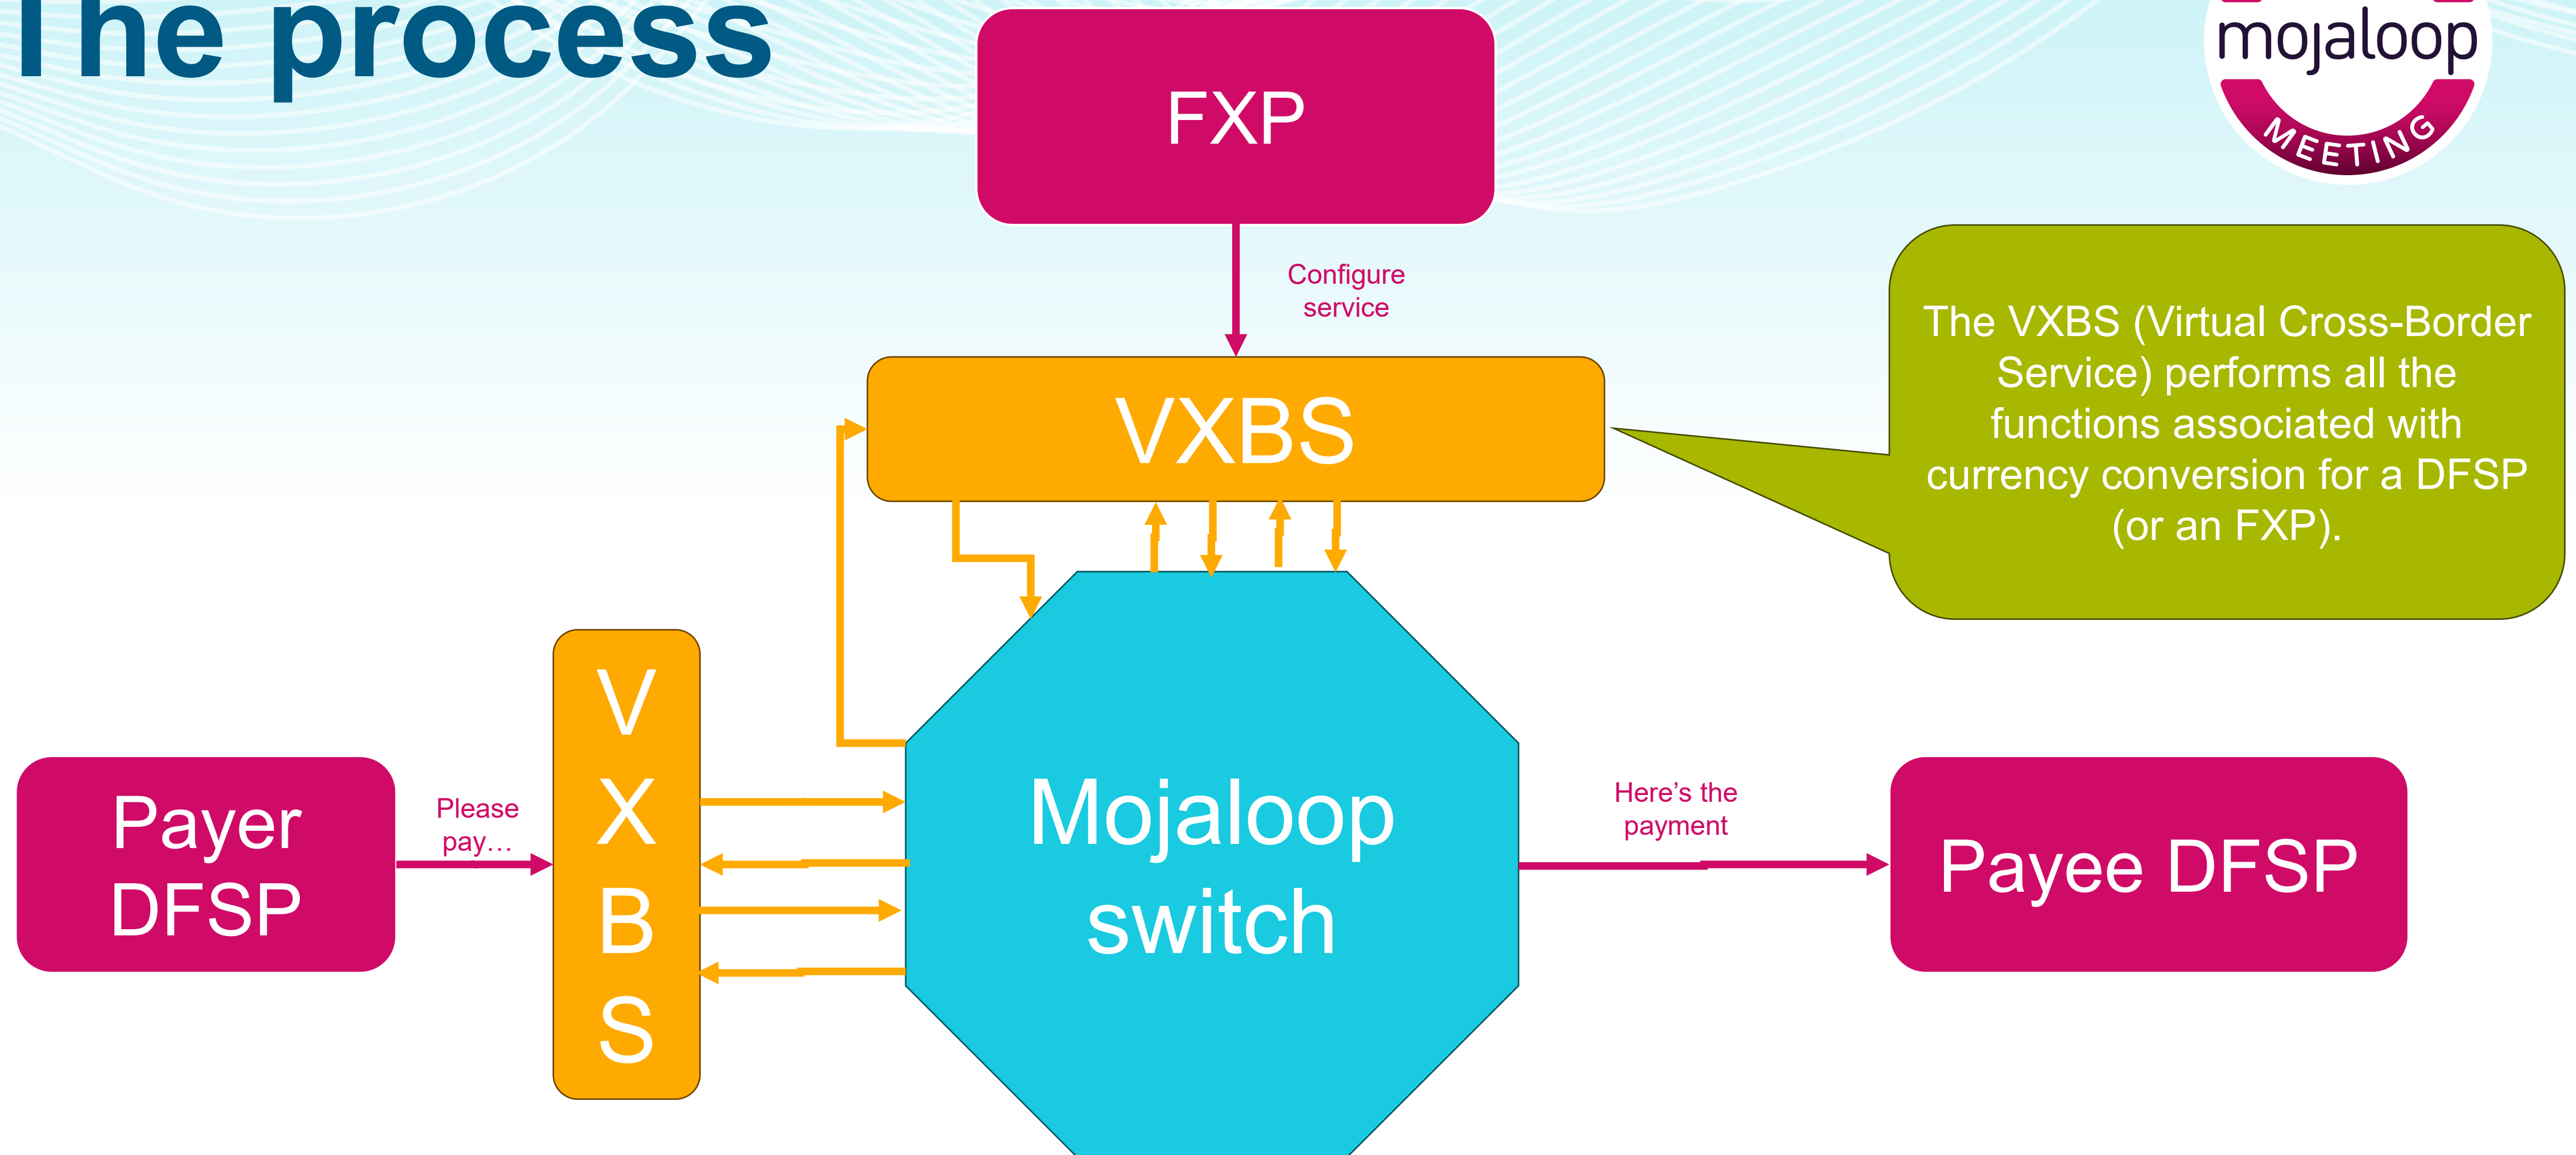 The process
mojaloop
MEETING
FXP
Configure
service
The VXBS (Virtual Cross-Border
Service) performs all the
functions associated with
currency conversion for a DFSP
(or an FXP).
VXBS
V
X
B
S
Payer
DFSP
Please
pay…
Mojaloop
switch
Here’s the
payment
Payee DFSP